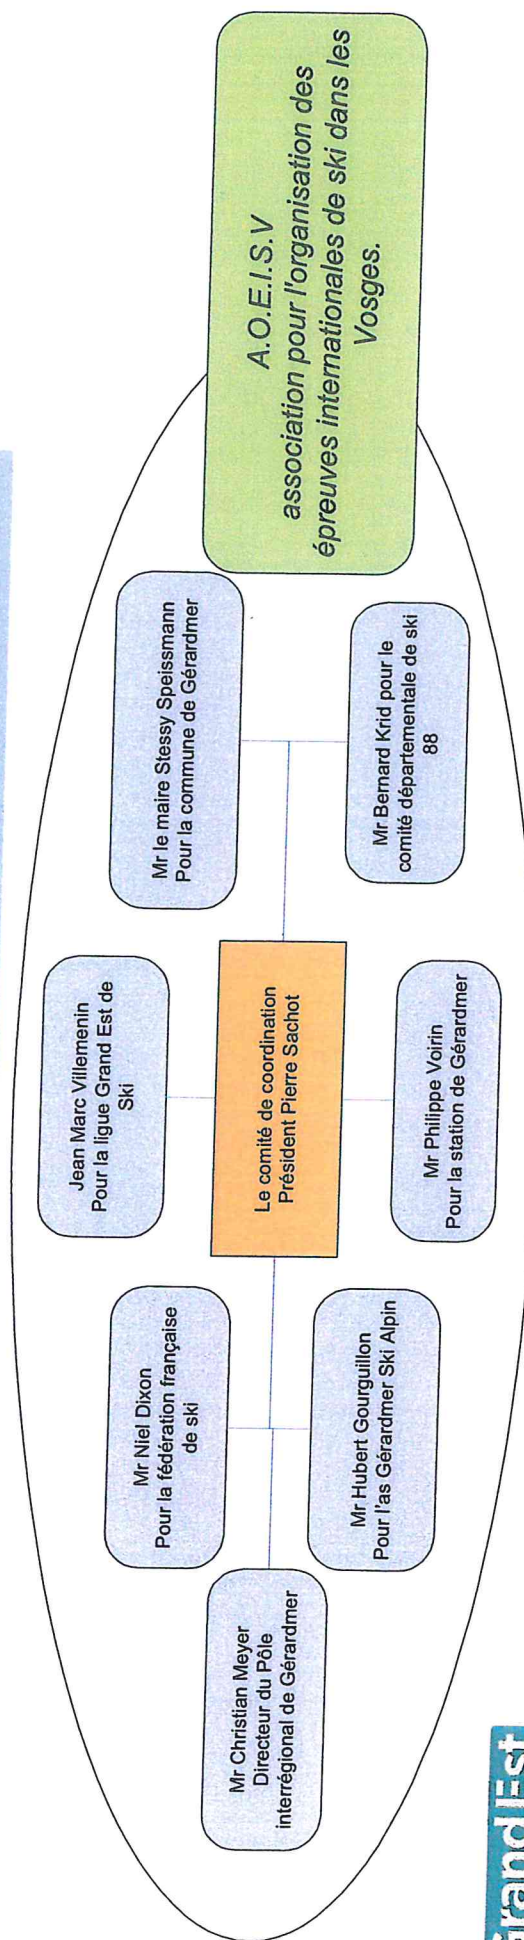 A.O.E.I.S.V
association pour l'organisation des
épreuves internationales de ski dans les
Vosges.
Mr le maire Stessy Speissmann
Pour la commune de Gérardmer
Mr Bernard Krid pour le
comité départementale de ski
88
Jean Marc Villemenin
Pour la ligue Grand Est de
Ski
Le comité de coordination
Président Pierre Sachot
Mr Philippe Voirin
Pour la station de Gérardmer
Mr Niel Dixon
Pour la fédération française
de ski
Mr Hubert Gourguillon
Pour l'as Gérardmer Ski Alpin
Mr Christian Meyer
Directeur du Pôle
interrégional de Gérardmer
Grand Est